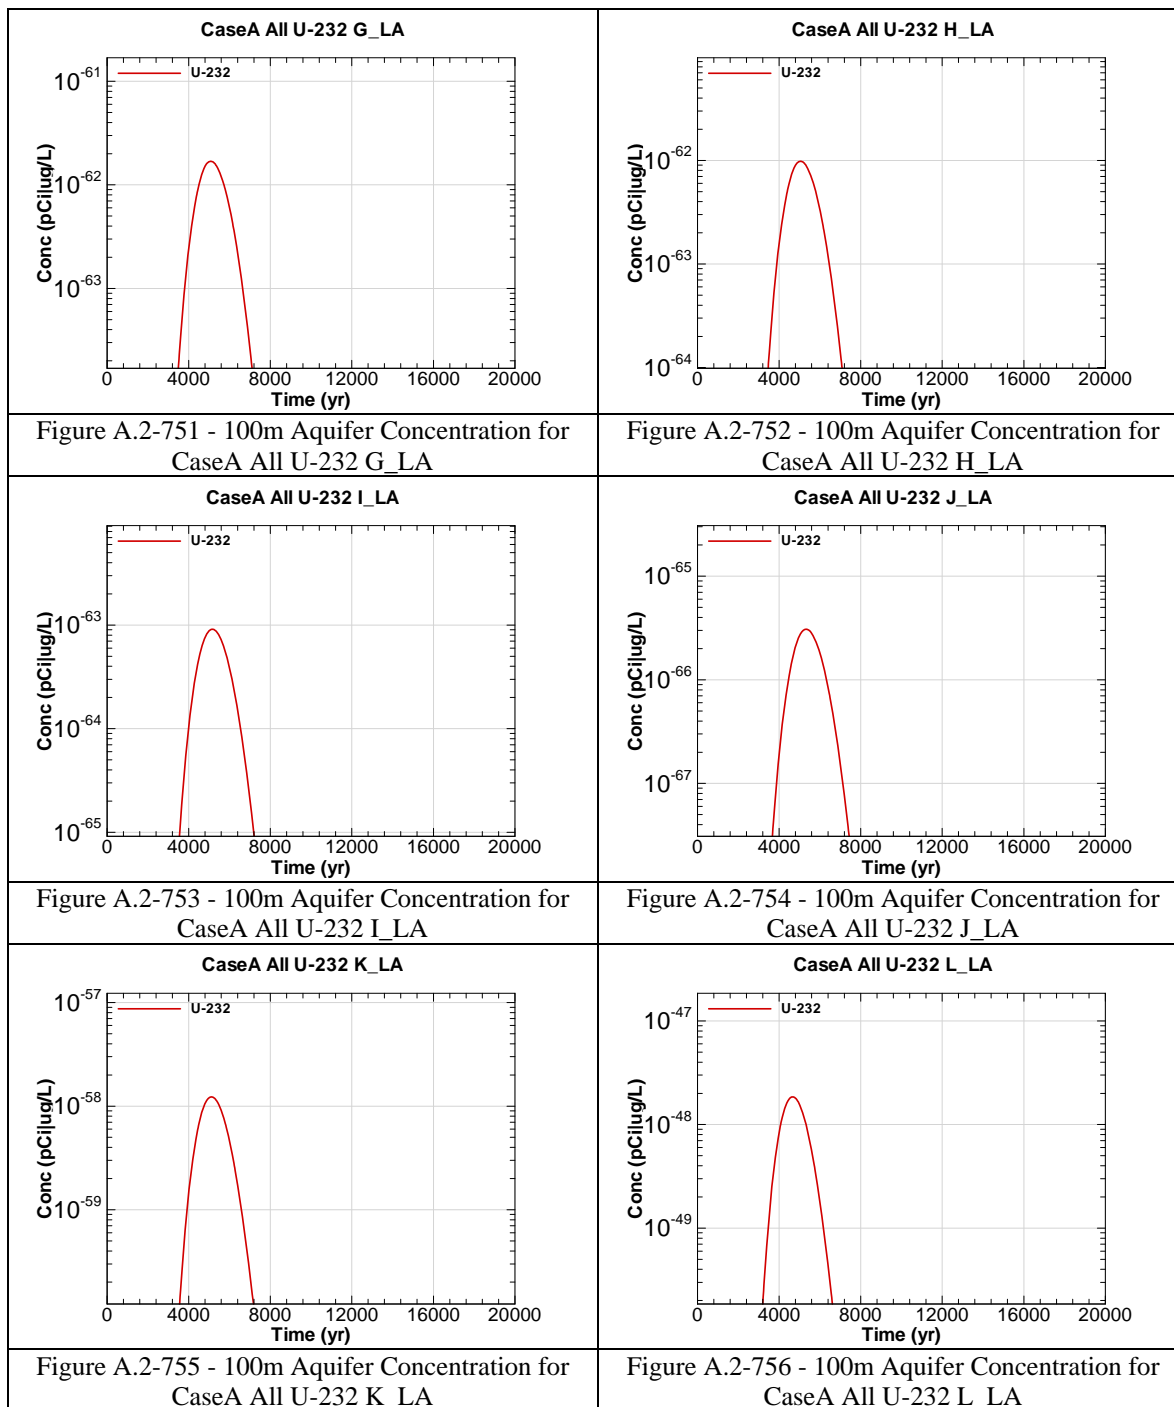 CaseA All U-232 G_LA
U-232
10-61
10-62
10-63
Conc (pCi|ug/L)
0 4000 8000 12000 16000 20000
Time (yr)
Figure A.2-751 - 100m Aquifer Concentration for
CaseA All U-232 G_LA
CaseA All U-232 H_LA
U-232
10-62
10-63
10-64
Conc (pCi|ug/L)
0 4000 8000 12000 16000 20000
Time (yr)
Figure A.2-752 - 100m Aquifer Concentration for
CaseA All U-232 H_LA
CaseA All U-232 I_LA
U-232
10-63
10-64
10-65
Conc (pCi|ug/L)
0 4000 8000 12000 16000 20000
Time (yr)
Figure A.2-753 - 100m Aquifer Concentration for
CaseA All U-232 I_LA
CaseA All U-232 J_LA
U-232
10-65
10-66
10-67
Conc (pCi|ug/L)
0 4000 8000 12000 16000 20000
Time (yr)
Figure A.2-754 - 100m Aquifer Concentration for
CaseA All U-232 J_LA
CaseA All U-232 K_LA
U-232
10-57
10-58
10-59
Conc (pCi|ug/L)
0 4000 8000 12000 16000 20000
Time (yr)
Figure A.2-755 - 100m Aquifer Concentration for
CaseA All U-232 K_LA
CaseA All U-232 L_LA
U-232
10-47
10-48
10-49
Conc (pCi|ug/L)
0 4000 8000 12000 16000 20000
Time (yr)
Figure A.2-756 - 100m Aquifer Concentration for
CaseA All U-232 L_LA